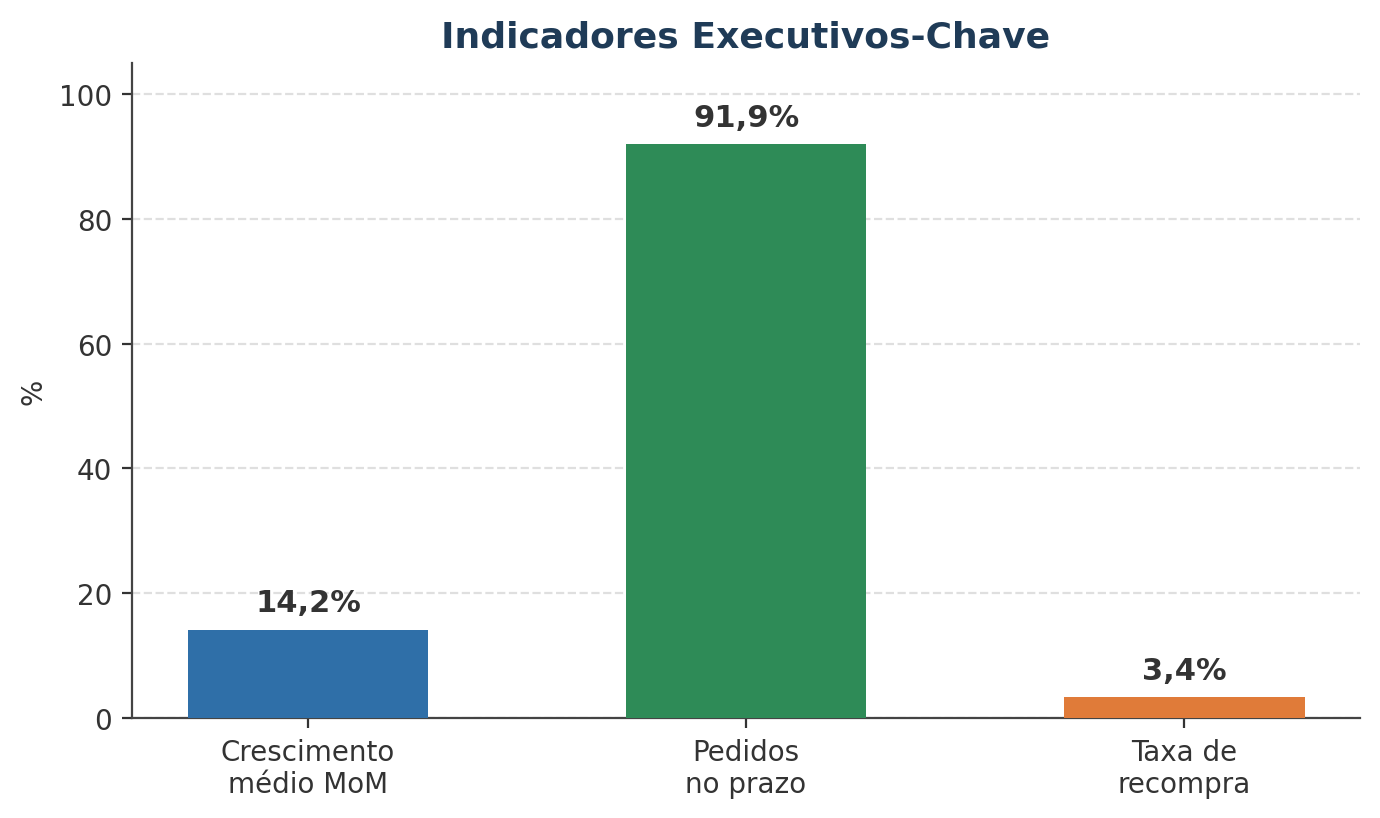 Indicadores Executivos-Chave
%
100
80
60
40
20
0
14,2%
91,9%
3,4%
Crescimento
médio MoM
Pedidos
no prazo
Taxa de
recompra